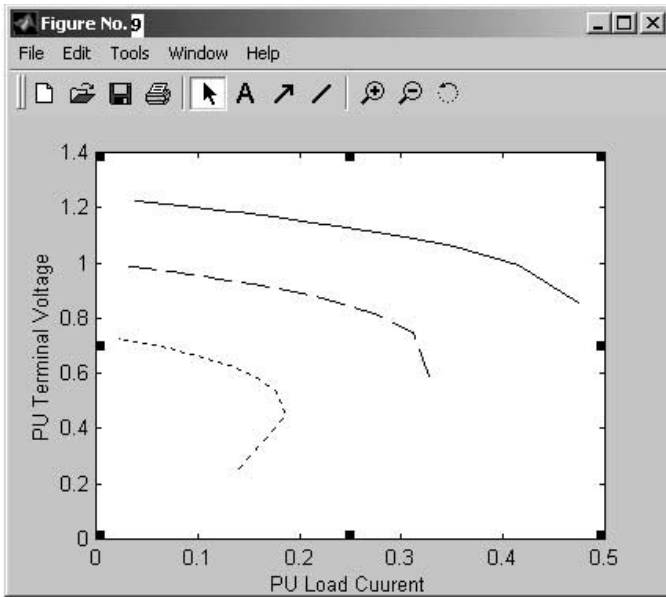 Figure No. 9
File Edit Tools Window Help
A
1.4
1.2
1
0.8
0.6
0.4
0.2
0
PU Terminal Voltage
0 0.1 0.2 0.3 0.4 0.5
PU Load Cuurent